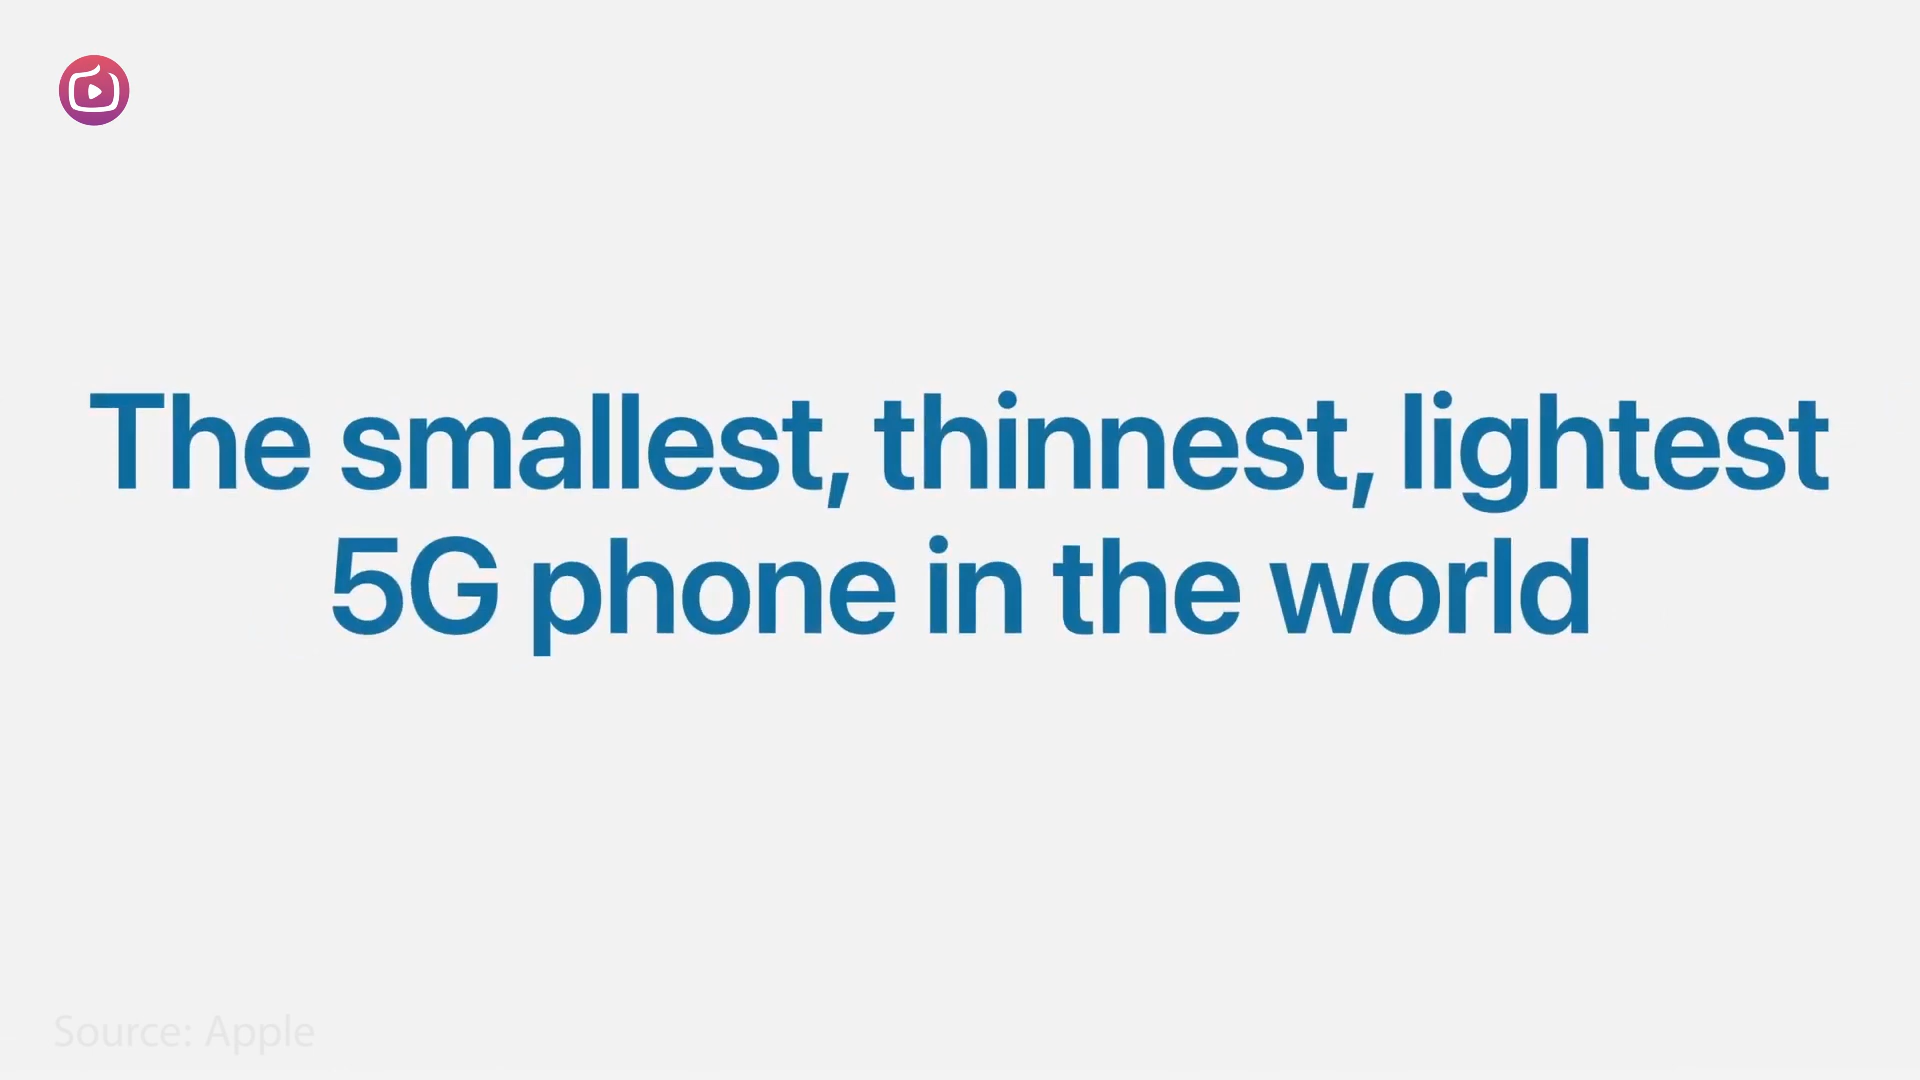 The smallest, thinnest, lightest
5G phone in the world
Source: Apple